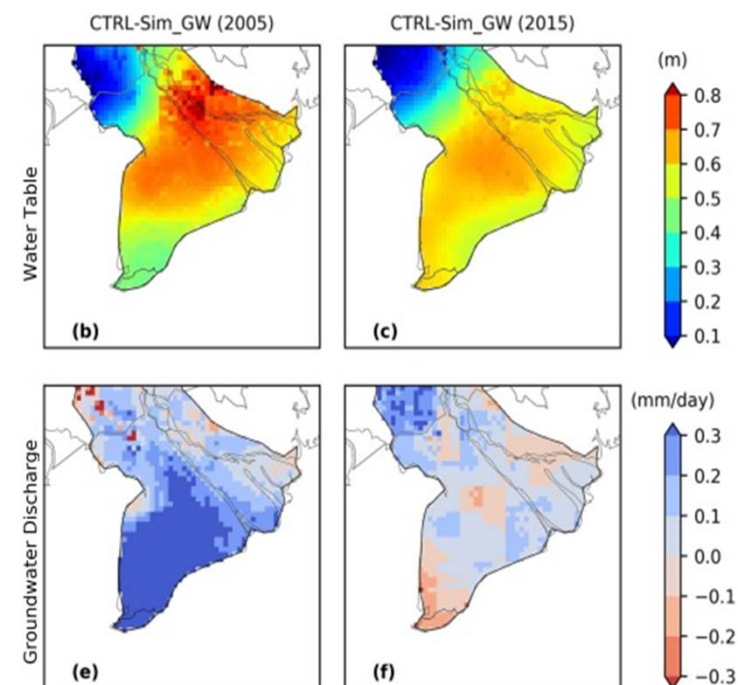 CTRL-Sim_GW (2005)
CTRL-Sim_GW (2015)
Water Table
(b)
(c)
(m)
0.8
0.7
0.6
0.5
0.4
0.3
0.2
0.1
Groundwater Discharge
(e)
(f)
(mm/day)
0.3
0.2
0.1
0.0
−0.1
−0.2
−0.3